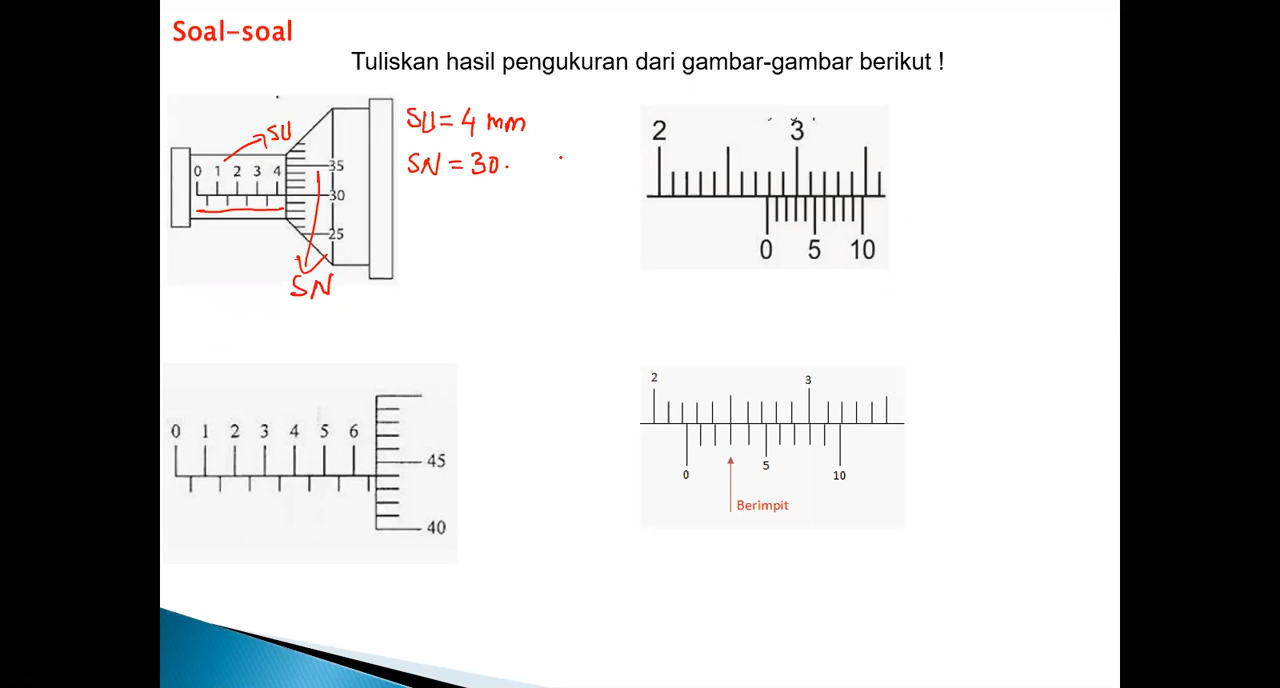 Soal-soal
Tuliskan hasil pengukuran dari gambar-gambar berikut !
SU
0 1 2 3 4
35
30
25
SN
SU = 4 mm
SN = 30.
2 3
0 5 10
0 1 2 3 4 5 6
45
40
2 3
0 5 10
Berimpit